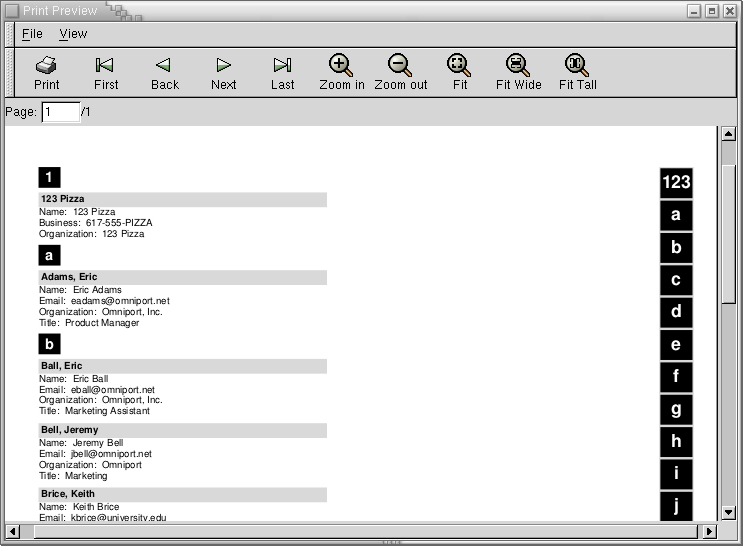 Print Preview
File View
Print First Back Next Last Zoom in Zoom out Fit Fit Wide Fit Tall
Page: 1 /1
1
123 Pizza
Name: 123 Pizza
Business: 617-555-PIZZA
Organization: 123 Pizza
a
Adams, Eric
Name: Eric Adams
Email: eadams@omniport.net
Organization: Omniport, Inc.
Title: Product Manager
b
Ball, Eric
Name: Eric Ball
Email: eball@omniport.net
Organization: Omniport, Inc.
Title: Marketing Assistant
Bell, Jeremy
Name: Jeremy Bell
Email: jbell@omniport.net
Organization: Omniport
Title: Marketing
Brice, Keith
Name: Keith Brice
Email: kbrice@university.edu
123
a
b
c
d
e
f
g
h
i
j